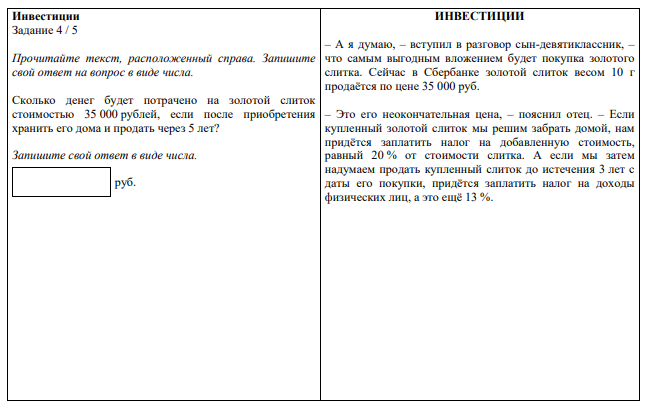 Инвестиции
Задание 4 / 5
Прочитайте текст, расположенный справа. Запишите
свой ответ на вопрос в виде числа.
Сколько денег будет потрачено на золотой слиток
стоимостью 35 000 рублей, если после приобретения
хранить его дома и продать через 5 лет?
Запишите свой ответ в виде числа.
руб.
ИНВЕСТИЦИИ
– А я думаю, – вступил в разговор сын-девятиклассник, –
что самым выгодным вложением будет покупка золотого
слитка. Сейчас в Сбербанке золотой слиток весом 10 г
продаётся по цене 35 000 руб.
– Это его неокончательная цена, – пояснил отец. – Если
купленный золотой слиток мы решим забрать домой, нам
придётся заплатить налог на добавленную стоимость,
равный 20 % от стоимости слитка. А если мы затем
надумаем продать купленный слиток до истечения 3 лет с
даты его покупки, придётся заплатить налог на доходы
физических лиц, а это ещё 13 %.